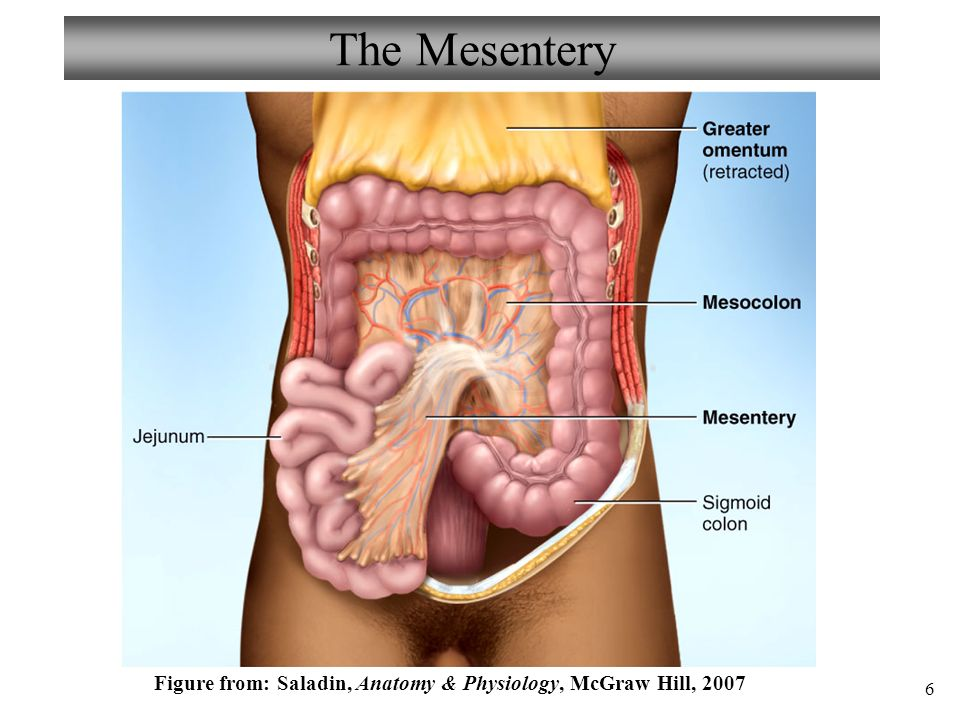 The Mesentery
Greater
omentum
(retracted)
Mesocolon
Mesentery
Jejunum
Sigmoid
colon
Figure from: Saladin, Anatomy & Physiology, McGraw Hill, 2007
6